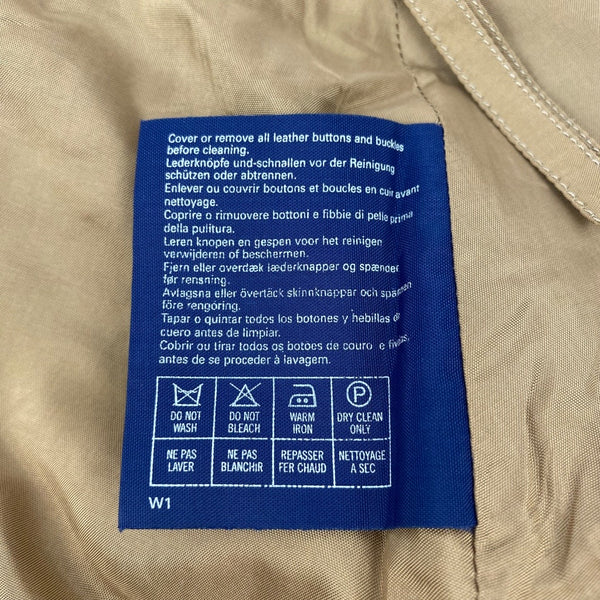 Cover or remove all leather buttons and buckles
before cleaning.
Lederknöpfe und-schnallen vor der Reinigung
schützen oder abtrennen.
Enlever ou couvrir boutons et boucles en cuir avant
nettoyage.
Coprire o rimuovere bottoni e fibbie di pelle prima
della pulitura.
Leren knopen en gespen voor het reinigen
verwijderen of beschermen.
Fjern eller overdæk læderknapper og spænder
før rensning.
Avlagsna eller övertäck skinnknappar och spännen
före rengöring.
Tapar o quintar todos los botones y hebillas de
cuero antes de limpiar.
Cobrir ou tirar todos os botões de couro e fivelas,
antes de se proceder à lavagem.
DO NOT WASH
DO NOT BLEACH
WARM IRON
P
DRY CLEAN ONLY
NE PAS LAVER
NE PAS BLANCHIR
REPASSER FER CHAUD
NETTOYAGE A SEC
W1